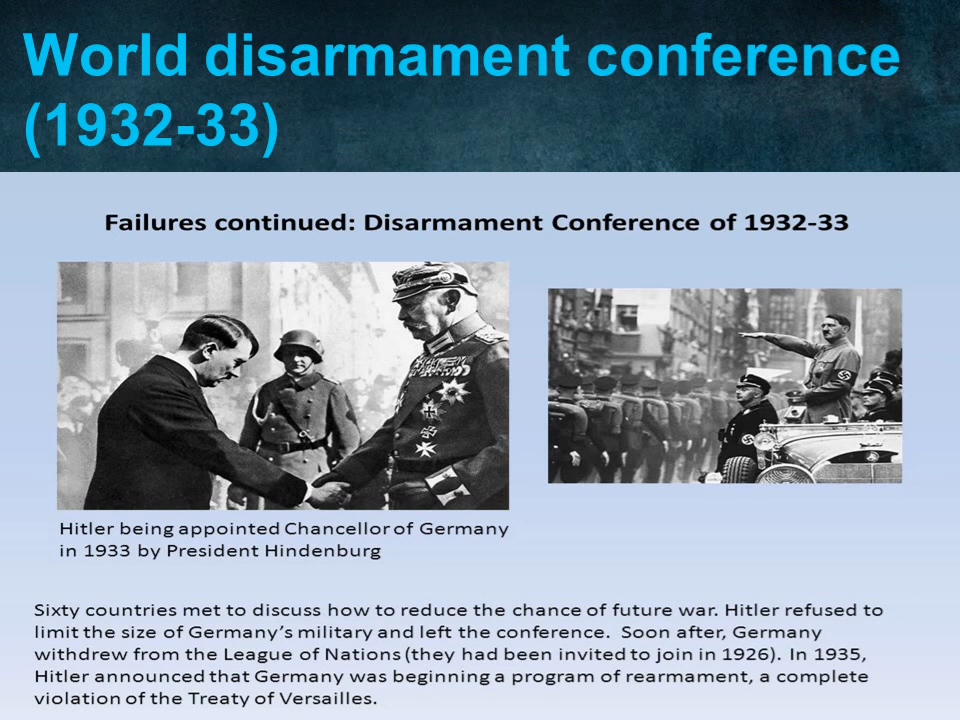 World disarmament conference
(1932-33)
Failures continued: Disarmament Conference of 1932-33
Hitler being appointed Chancellor of Germany
in 1933 by President Hindenburg
Sixty countries met to discuss how to reduce the chance of future war. Hitler refused to
limit the size of Germany’s military and left the conference.  Soon after, Germany
withdrew from the League of Nations (they had been invited to join in 1926). In 1935,
Hitler announced that Germany was beginning a program of rearmament, a complete
violation of the Treaty of Versailles.